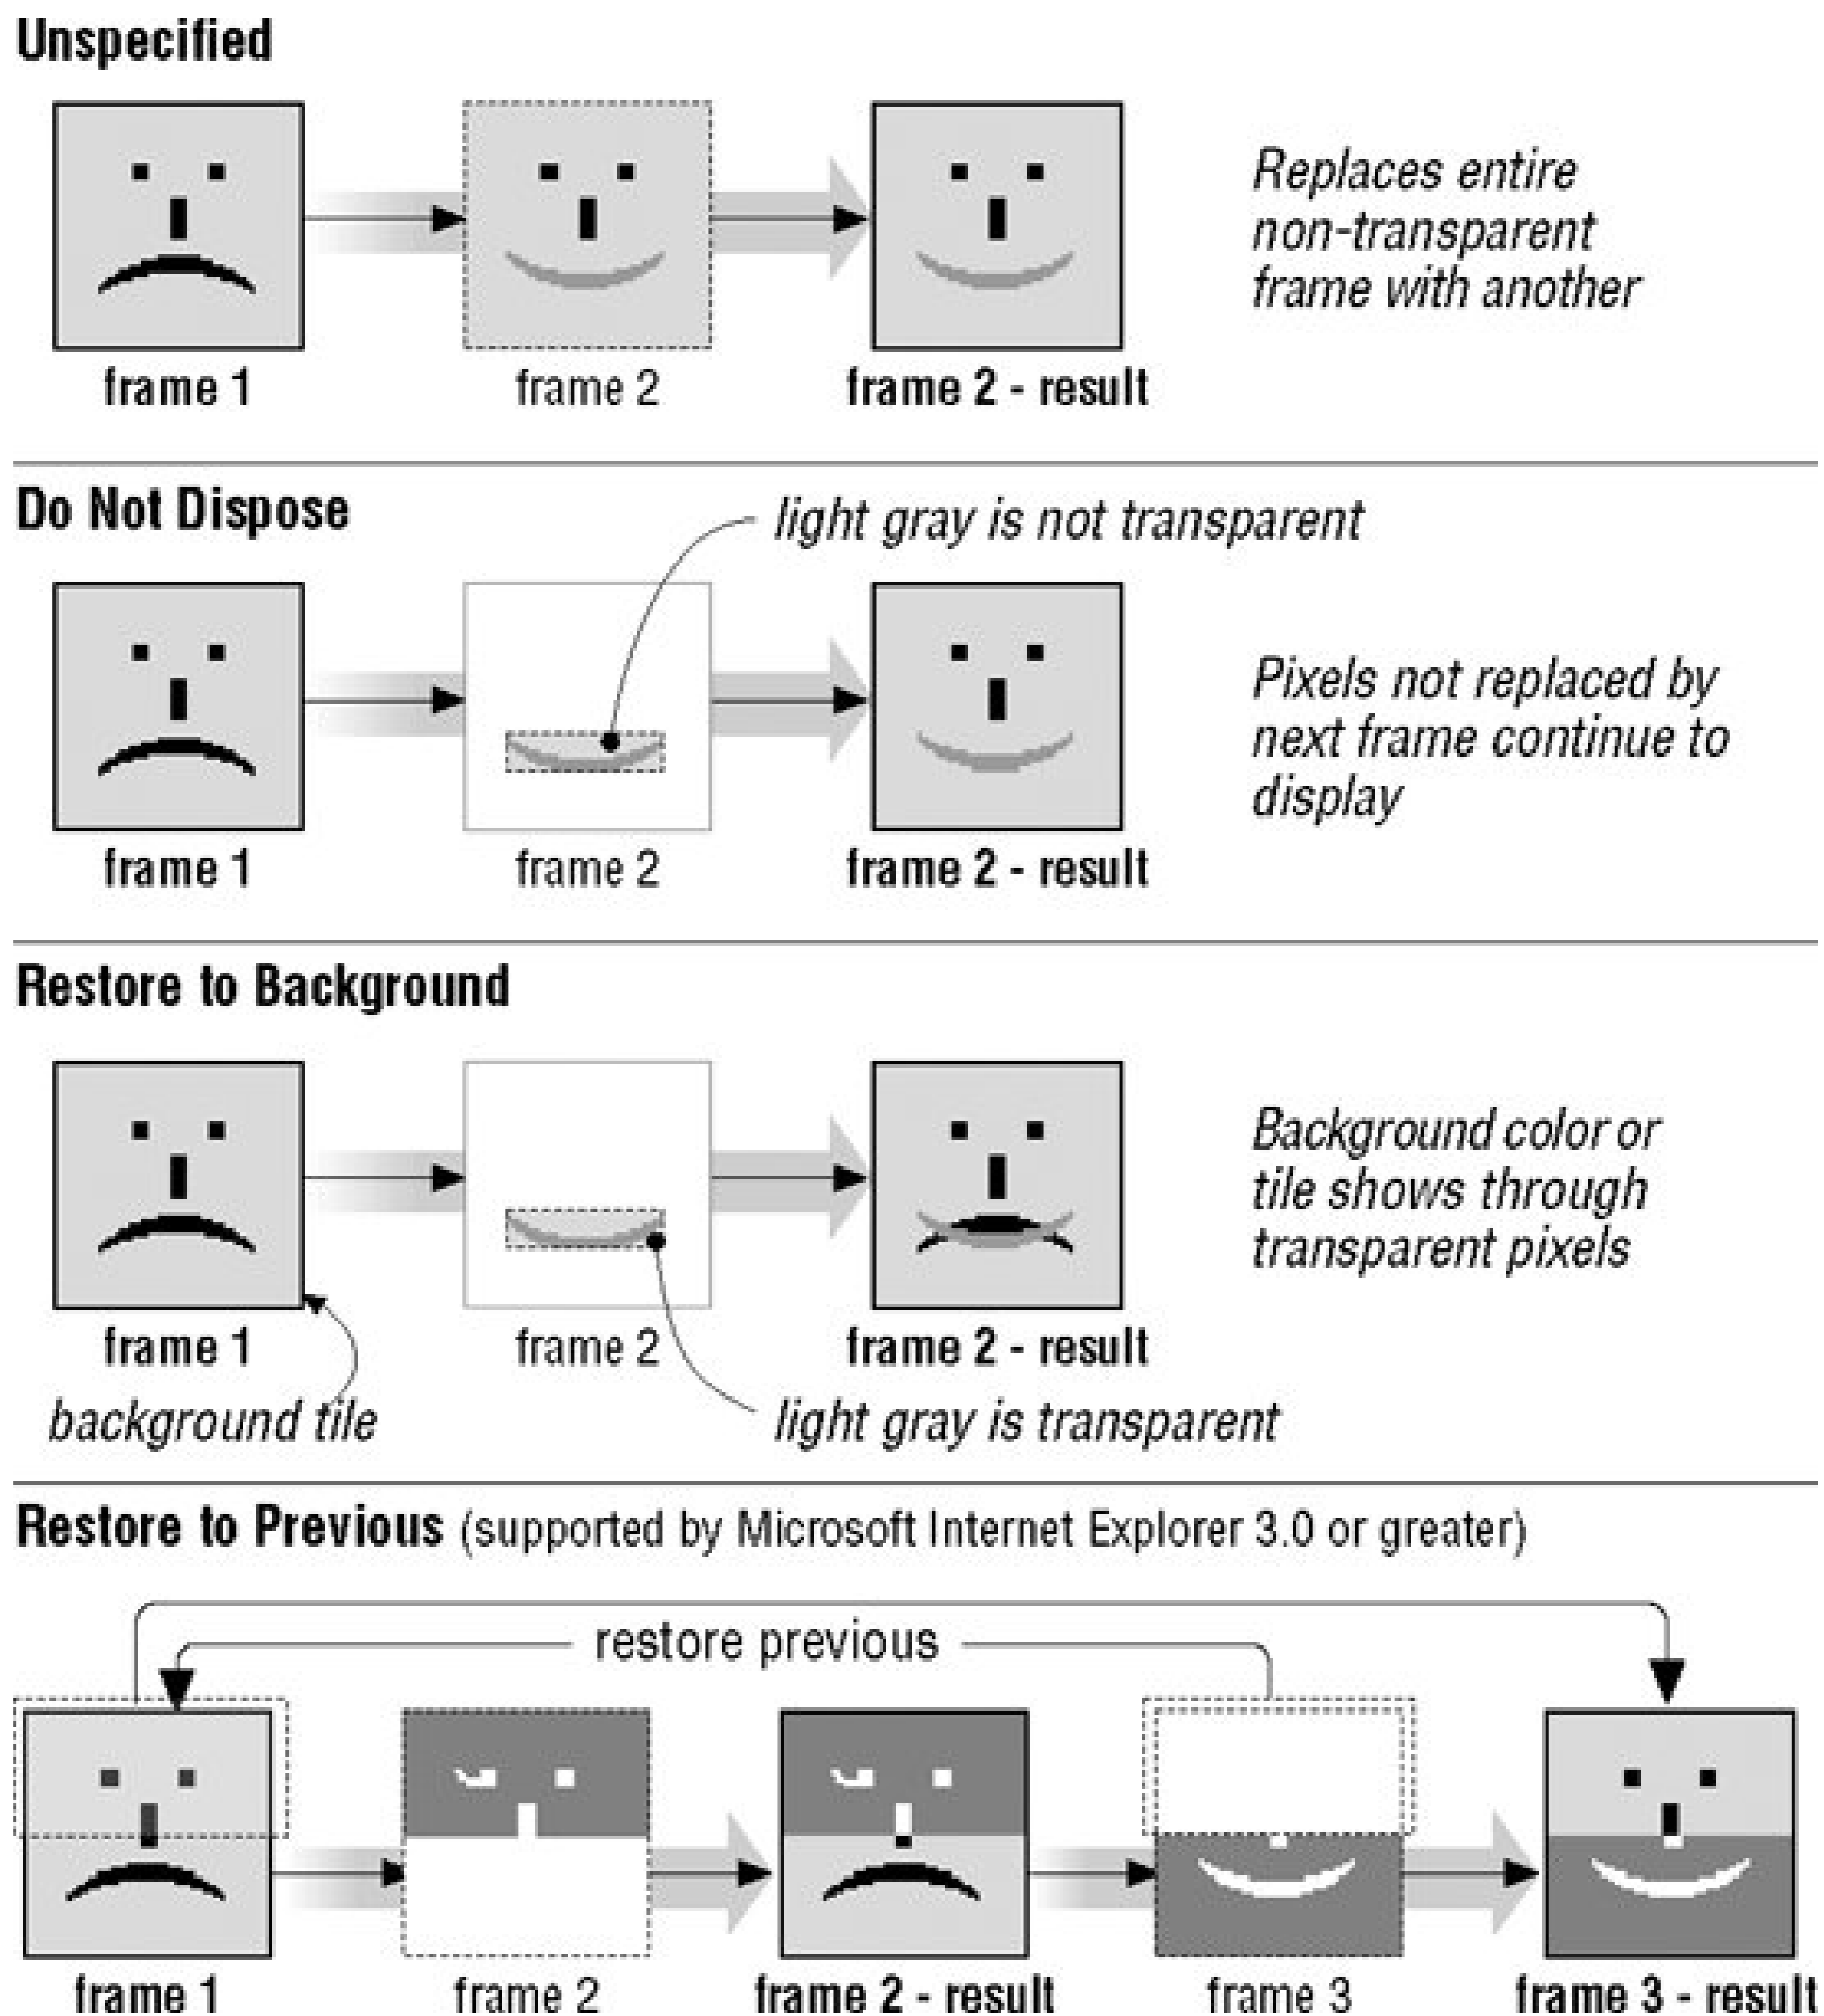 Unspecified
Replaces entire
non-transparent
frame with another
frame 1
frame 2
frame 2 - result
Do Not Dispose
light gray is not transparent
Pixels not replaced by
next frame continue to
display
frame 1
frame 2
frame 2 - result
Restore to Background
Background color or
tile shows through
transparent pixels
frame 1
frame 2
frame 2 - result
background tile
light gray is transparent
Restore to Previous (supported by Microsoft Internet Explorer 3.0 or greater)
restore previous
frame 1
frame 2
frame 2 - result
frame 3
frame 3 - result